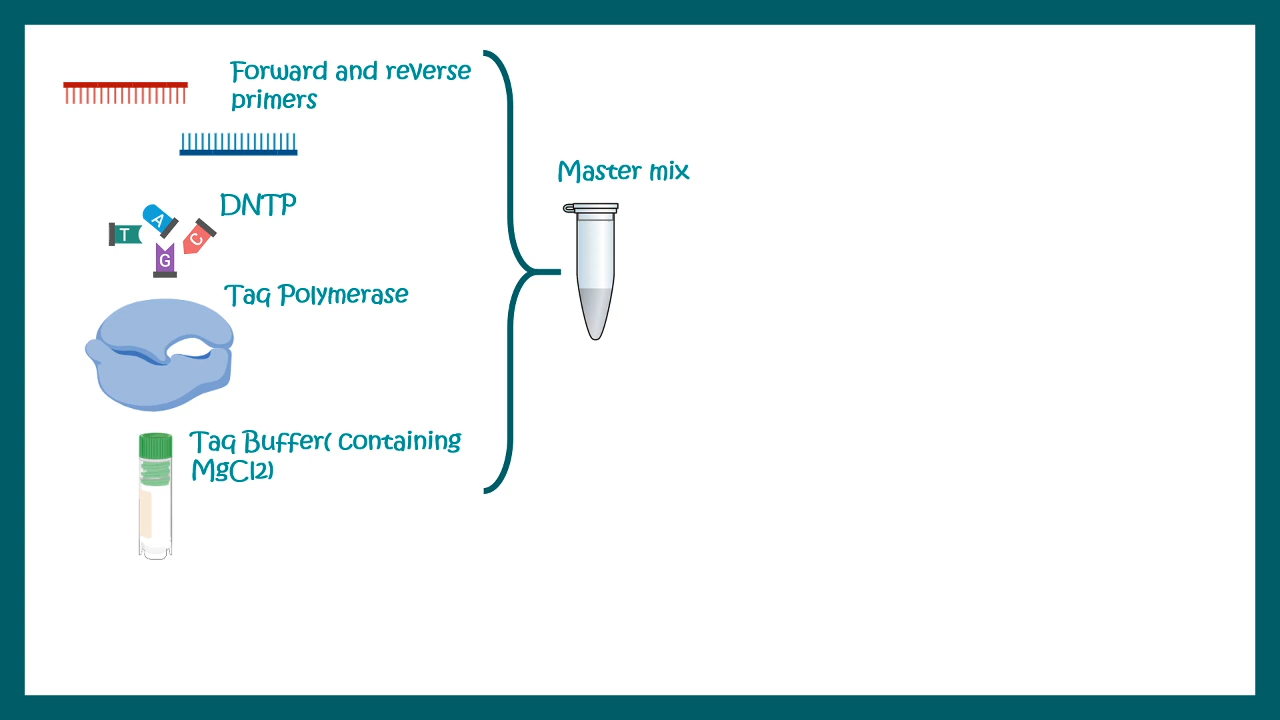 Forward and reverse
primers
DNTP
A
T
C
G
Taq Polymerase
Taq Buffer( containing
MgCl2)
Master mix